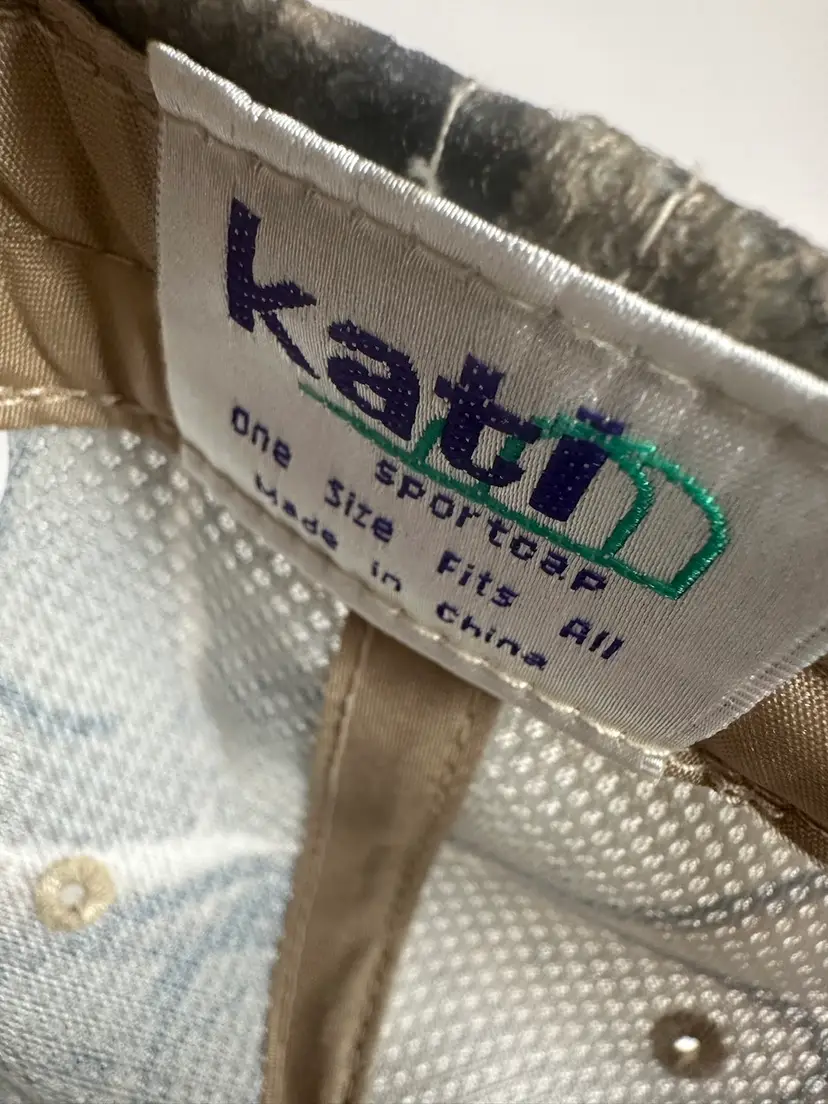 kati
sportcap
One Size Fits All
Made in China